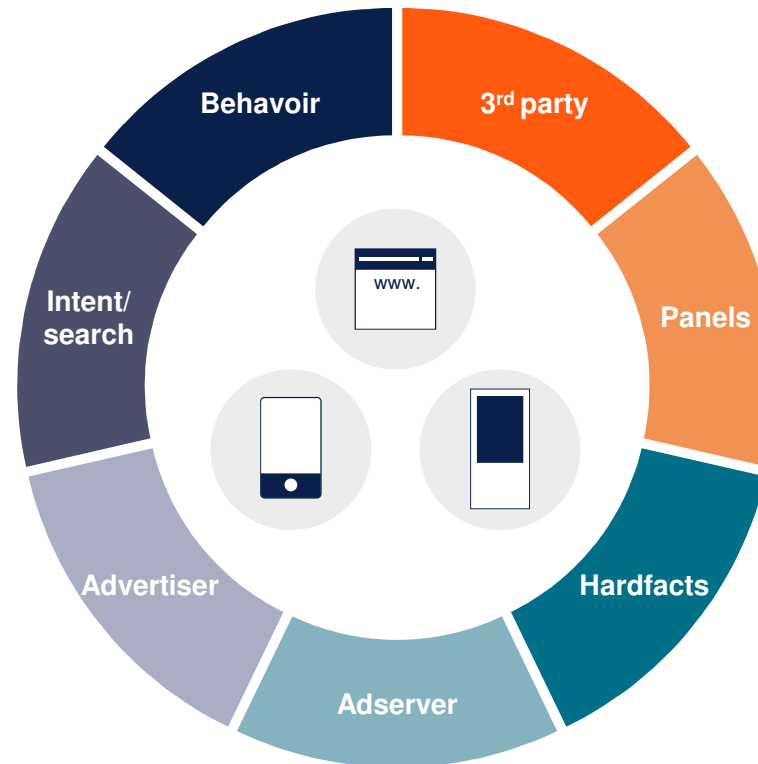 Behavoir
3rd party
Intent/
search
www.
Panels
Advertiser
Hardfacts
Adserver